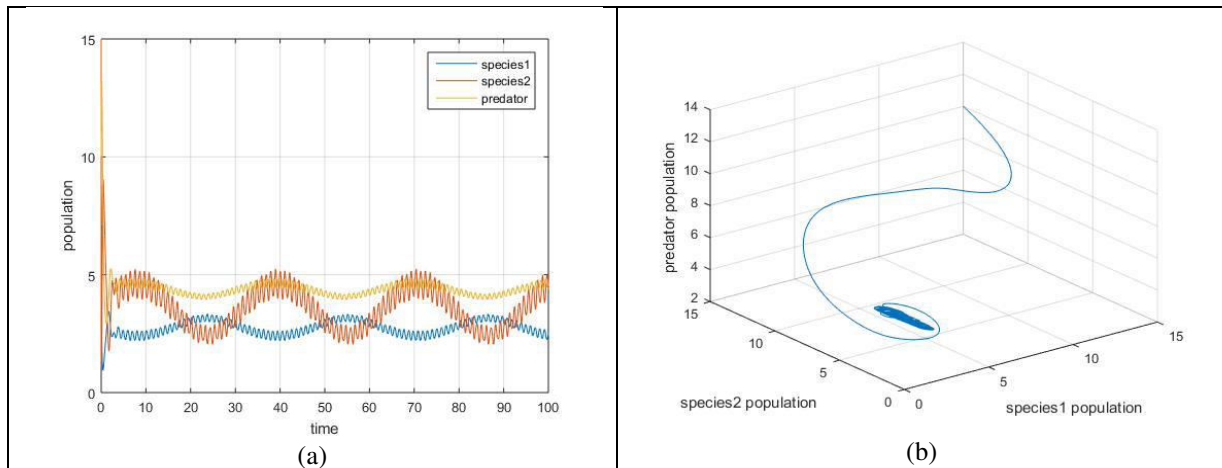 15
10
5
0
population
species1
species2
predator
0 10 20 30 40 50 60 70 80 90 100
time
(a)
14
12
10
8
6
4
2
predator population
15
10
5
0
species2 population
0
5
10
15
species1 population
(b)